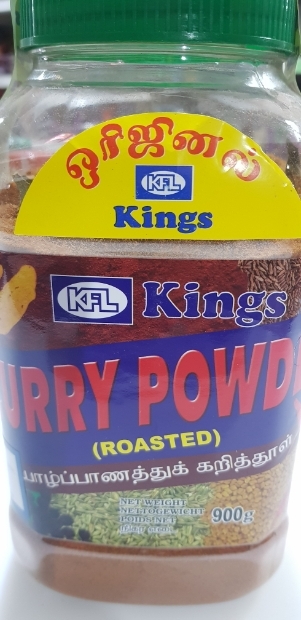 ஒரிஜினல்
KFL
Kings
KFL Kings
URRY POWD
(ROASTED)
யாழ்ப்பாணத்துக் கறித்தூள்
NET WEIGHT
NETTOGEWICHT
POIDS NET
900g